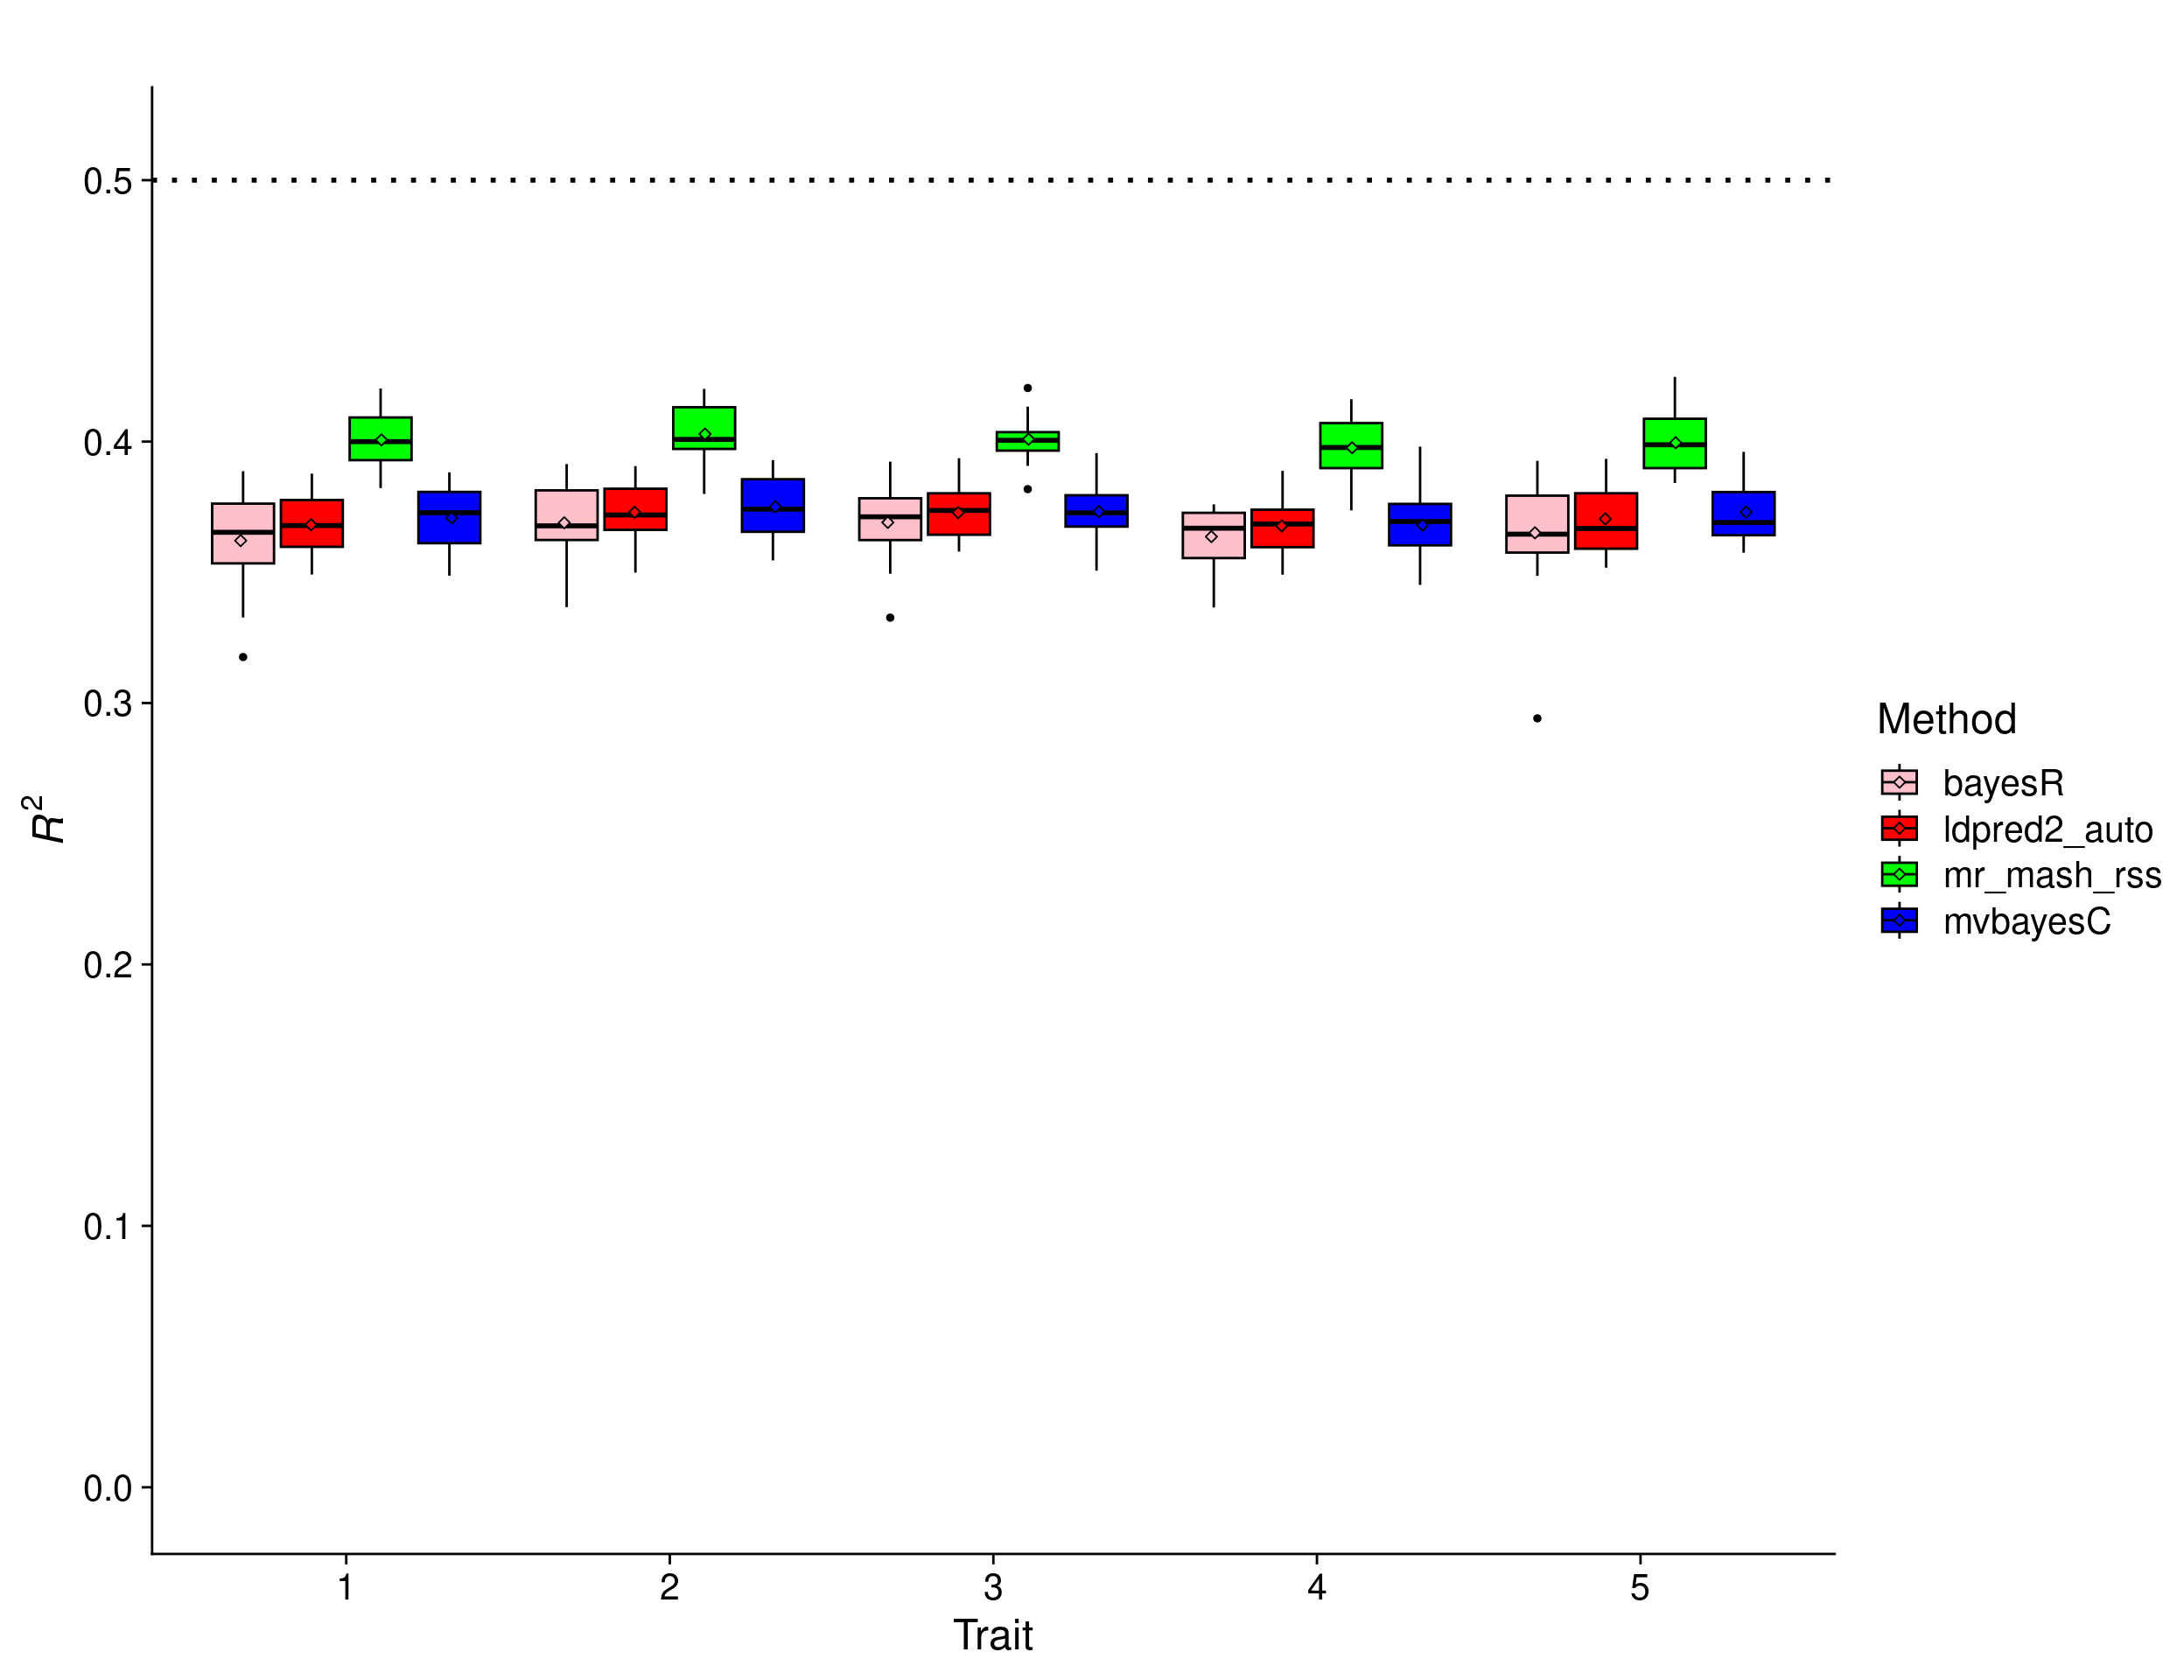 0.5
0.4
0.3
0.2
0.1
0.0
R²
1 2 3 4 5
Trait
Method
bayesR
ldpred2_auto
mr_mash_rss
mvbayesC